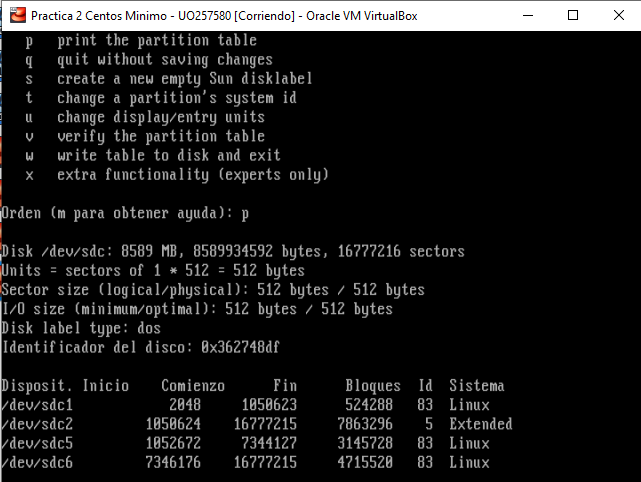 Practica 2 Centos Minimo - UO257580 [Corriendo] - Oracle VM VirtualBox
p   print the partition table
q   quit without saving changes
s   create a new empty Sun disklabel
t   change a partition's system id
u   change display/entry units
v   verify the partition table
w   write table to disk and exit
x   extra functionality (experts only)
Orden (m para obtener ayuda): p
Disk /dev/sdc: 8589 MB, 8589934592 bytes, 16777216 sectors
Units = sectors of 1 * 512 = 512 bytes
Sector size (logical/physical): 512 bytes / 512 bytes
I/O size (minimum/optimal): 512 bytes / 512 bytes
Disk label type: dos
Identificador del disco: 0x362748df
Disposit. Inicio    Comienzo      Fin      Bloques  Id  Sistema
/dev/sdc1            2048     1050623      524288   83  Linux
/dev/sdc2         1050624    16777215     7863296    5  Extended
/dev/sdc5         1052672     7344127     3145728   83  Linux
/dev/sdc6         7346176    16777215     4715520   83  Linux